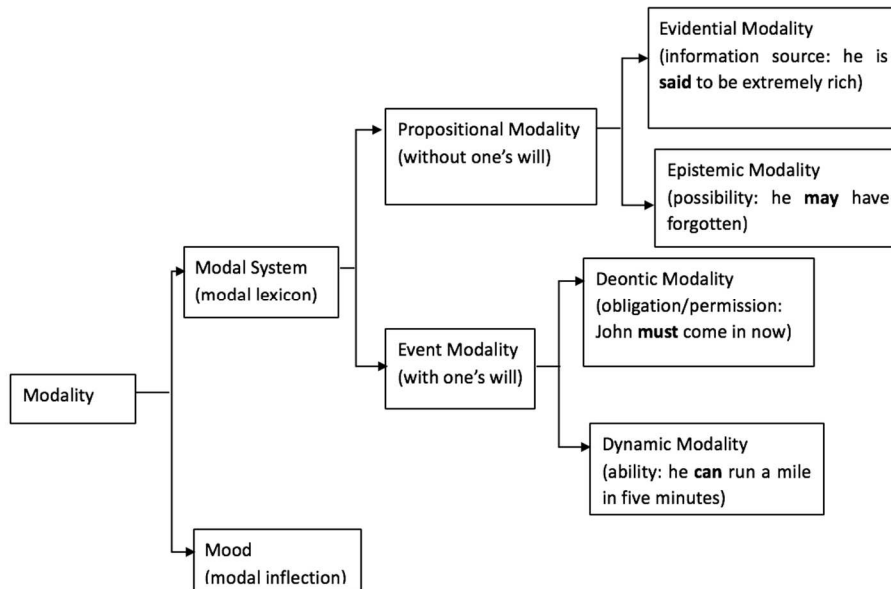 Evidential Modality
(information source: he is
said to be extremely rich)
Propositional Modality
(without one's will)
Epistemic Modality
(possibility: he may have
forgotten)
Modal System
(modal lexicon)
Deontic Modality
(obligation/permission:
John must come in now)
Event Modality
(with one's will)
Modality
Dynamic Modality
(ability: he can run a mile
in five minutes)
Mood
(modal inflection)